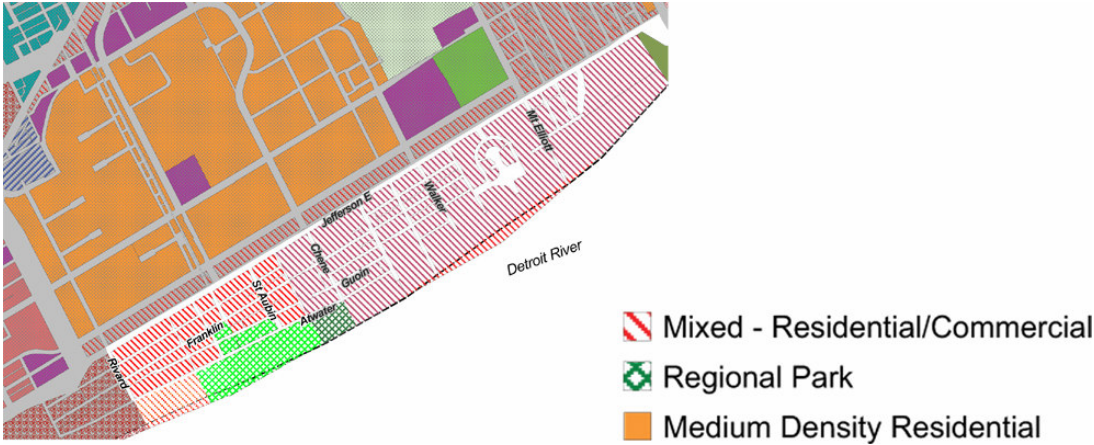 Mt Elliott
Walker
Jefferson E
Chene
Guoin
Detroit River
St Aubin
Atwater
Franklin
Rivard
Mixed - Residential/Commercial
Regional Park
Medium Density Residential